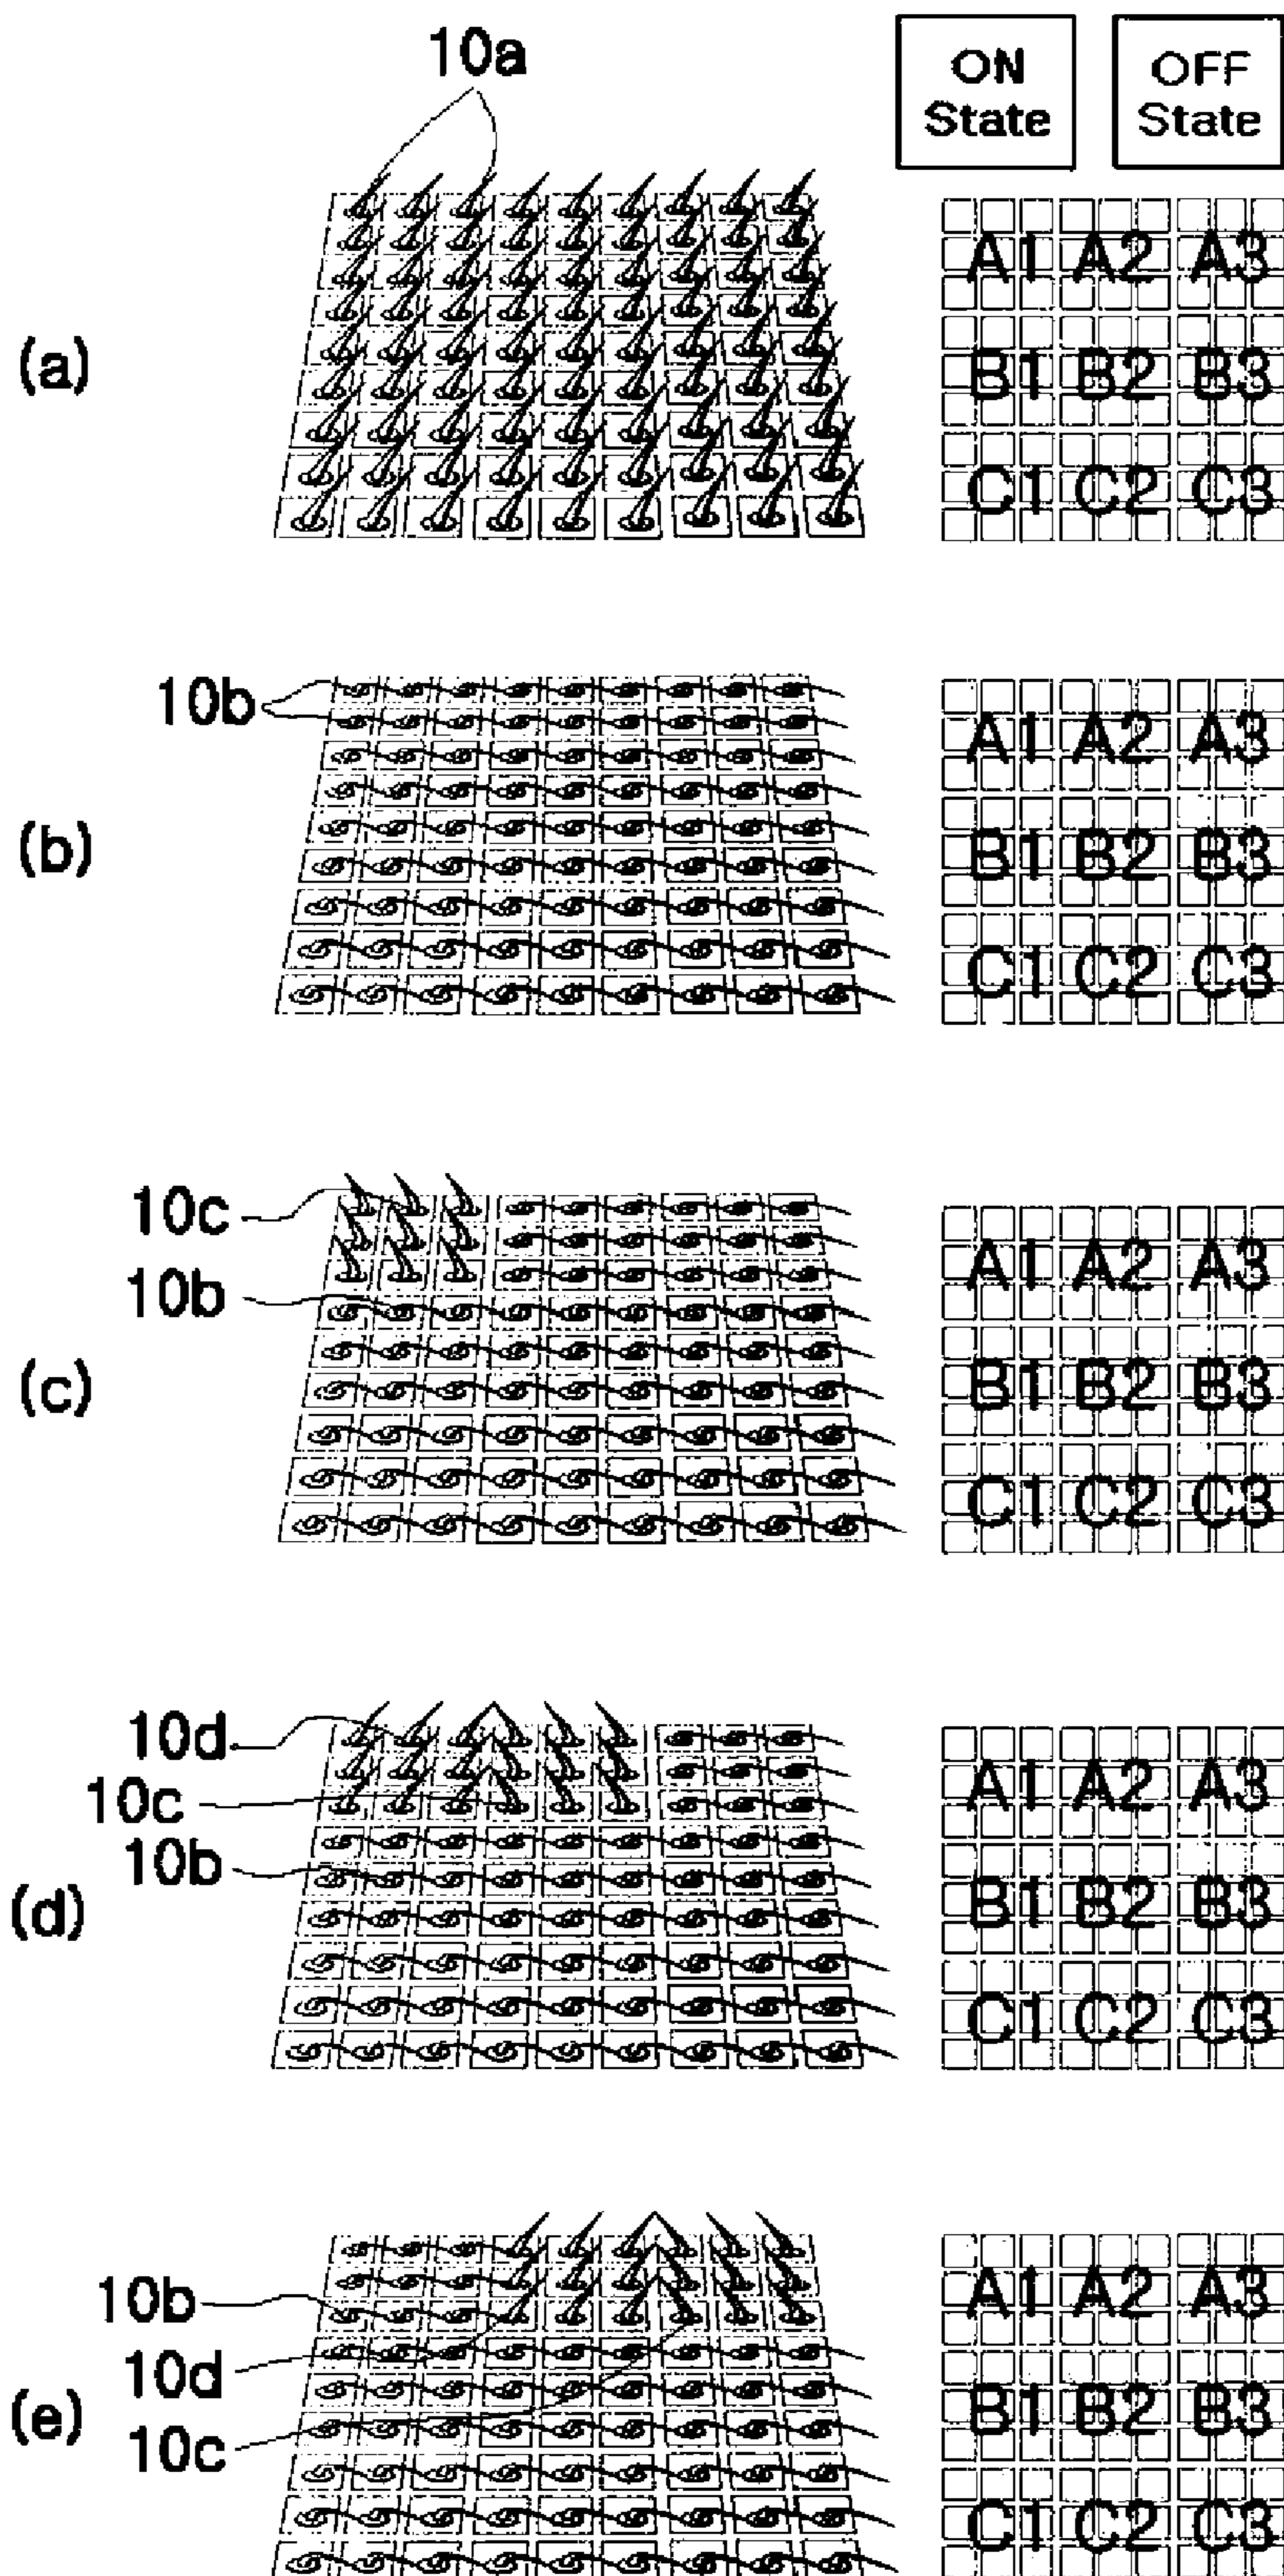 10a
ON State
OFF State
(a)
A1 A2 A3
B1 B2 B3
C1 C2 C3
10b
(b)
A1 A2 A3
B1 B2 B3
C1 C2 C3
10c
10b
(c)
A1 A2 A3
B1 B2 B3
C1 C2 C3
10d
10c
10b
(d)
A1 A2 A3
B1 B2 B3
C1 C2 C3
10b
10d
10c
(e)
A1 A2 A3
B1 B2 B3
C1 C2 C3